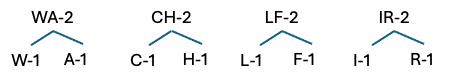 WA-2 CH-2 LF-2 IR-2
W-1 A-1 C-1 H-1 L-1 F-1 I-1 R-1